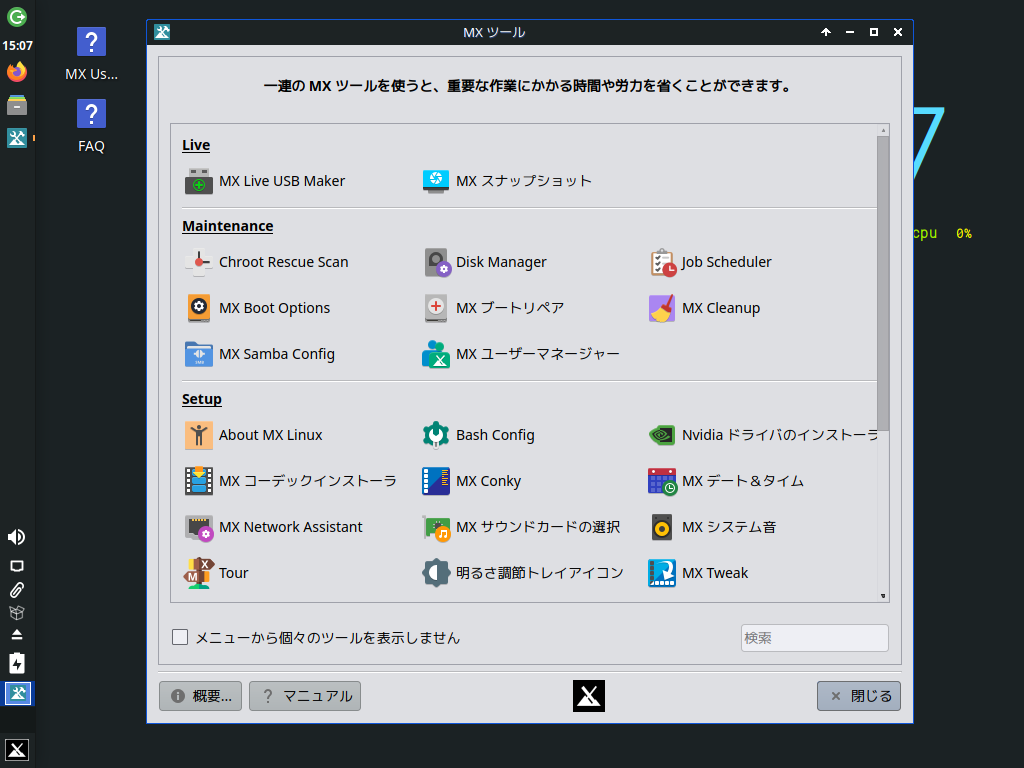 MX ツール
15:07
MX Us...
FAQ
一連の MX ツールを使うと、重要な作業にかかる時間や労力を省くことができます。
7
cpu 0%
Live
MX Live USB Maker
MX スナップショット
Maintenance
Chroot Rescue Scan
Disk Manager
Job Scheduler
MX Boot Options
MX ブートリペア
MX Cleanup
MX Samba Config
MX ユーザーマネージャー
Setup
About MX Linux
Bash Config
Nvidia ドライバのインストーラ
MX コーデックインストーラ
MX Conky
MX デート＆タイム
MX Network Assistant
MX サウンドカードの選択
MX システム音
Tour
明るさ調節トレイアイコン
MX Tweak
メニューから個々のツールを表示しません
検索
概要...
マニュアル
閉じる